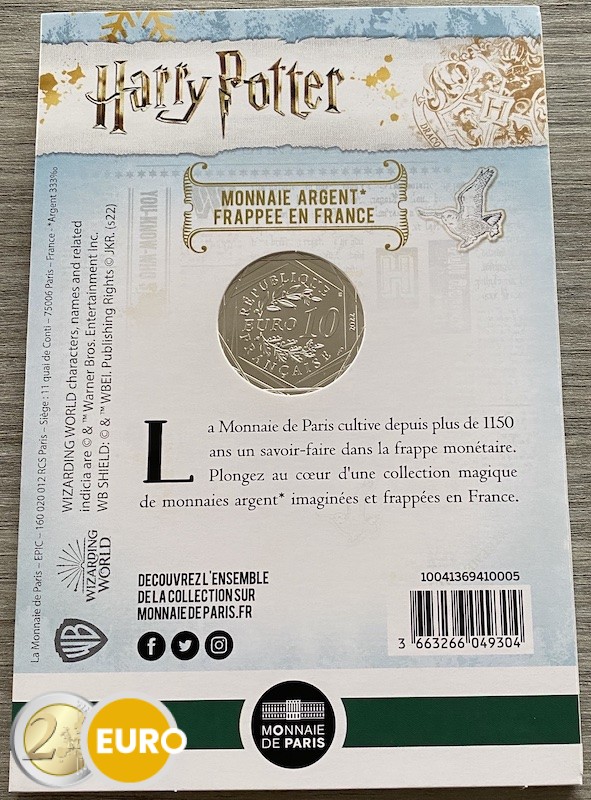 Harry Potter
DRACO
MONNAIE ARGENT*
FRAPPEE EN FRANCE
YOU-KNOW-WHO
RÉPUBLIQUE
EURO 10
FRANÇAISE
2022
La Monnaie de Paris cultive depuis plus de 1150
ans un savoir-faire dans la frappe monétaire.
Plongez au cœur d'une collection magique
de monnaies argent* imaginées et frappées en France.
La Monnaie de Paris – EPIC – 160 020 012 RCS Paris – Siège : 11 quai de Conti – 75006 Paris – France - *Argent 333‰
WIZARDING WORLD characters, names and related
indicia are © & ™ Warner Bros. Entertainment Inc.
WB SHIELD: © & ™ WBEI. Publishing Rights © JKR. (s22)
WIZARDING
WORLD
WB
DECOUVREZ L'ENSEMBLE
DE LA COLLECTION SUR
MONNAIEDEPARIS.FR
10041369410005
3 663266 049304
MONNAIE
DE PARIS
2 EURO